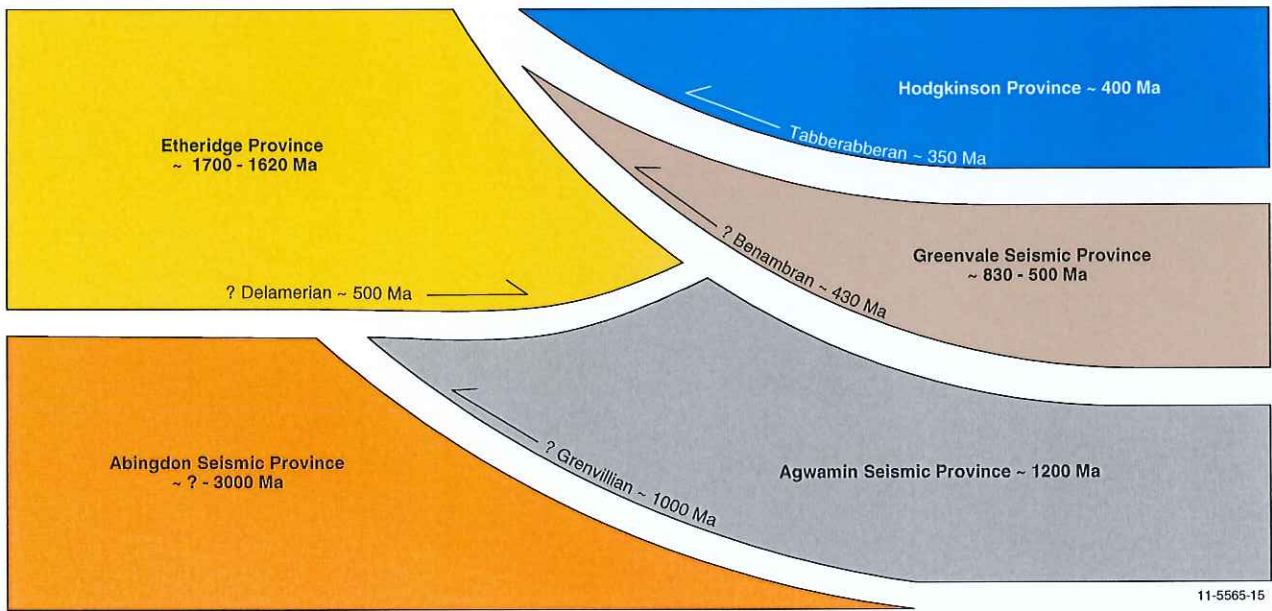 Hodgkinson Province ~ 400 Ma
Tabberabberan ~ 350 Ma
Etheridge Province
~ 1700 - 1620 Ma
? Benambran ~ 430 Ma
Greenvale Seismic Province
~ 830 - 500 Ma
? Delamerian ~ 500 Ma
Abingdon Seismic Province
~ ? - 3000 Ma
? Grenvillian ~ 1000 Ma
Agwamin Seismic Province ~ 1200 Ma
11-5565-15